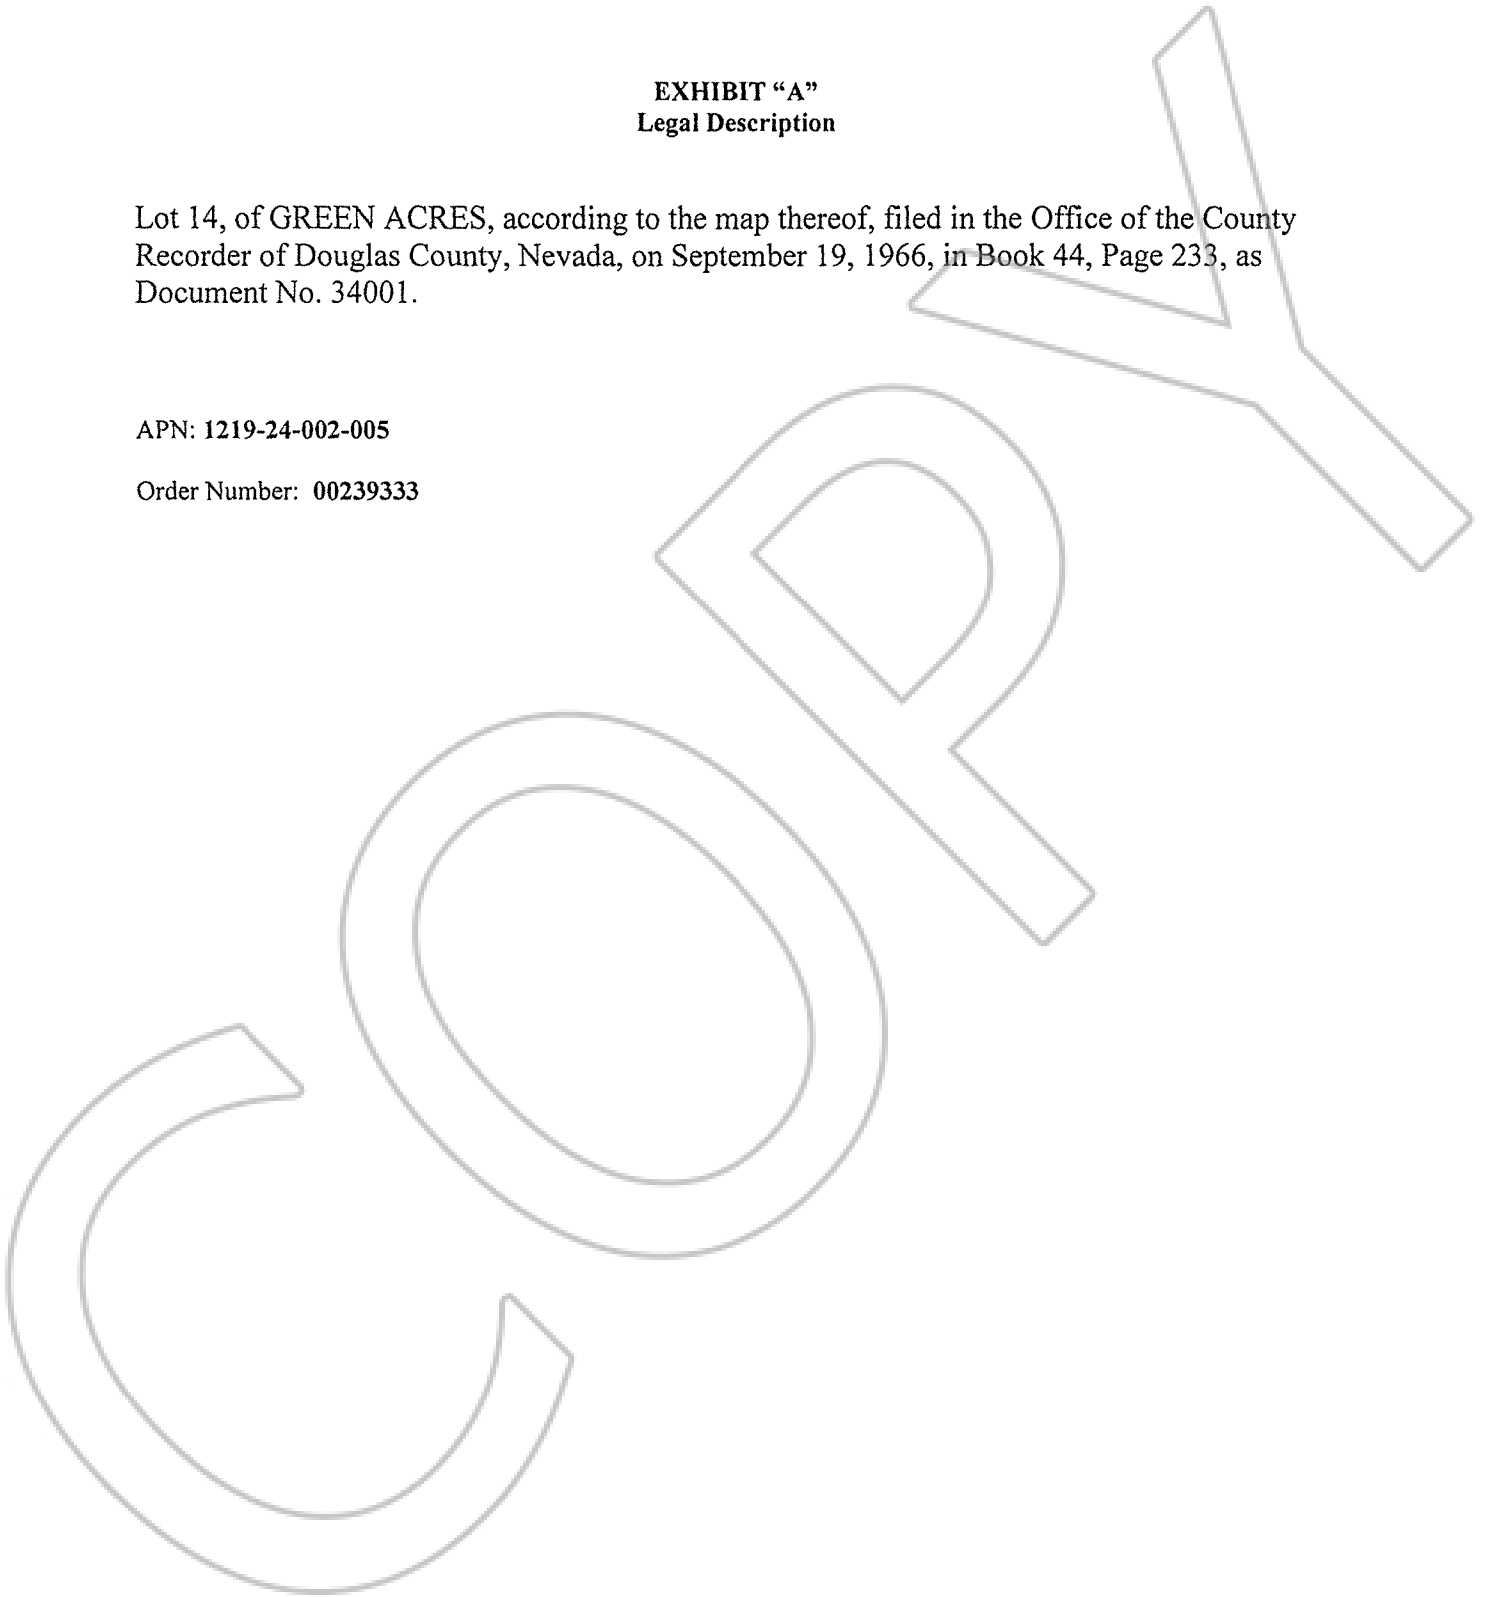 EXHIBIT “A”
Legal Description
Lot 14, of GREEN ACRES, according to the map thereof, filed in the Office of the County
Recorder of Douglas County, Nevada, on September 19, 1966, in Book 44, Page 233, as
Document No. 34001.
APN: 1219-24-002-005
Order Number: 00239333
COPY